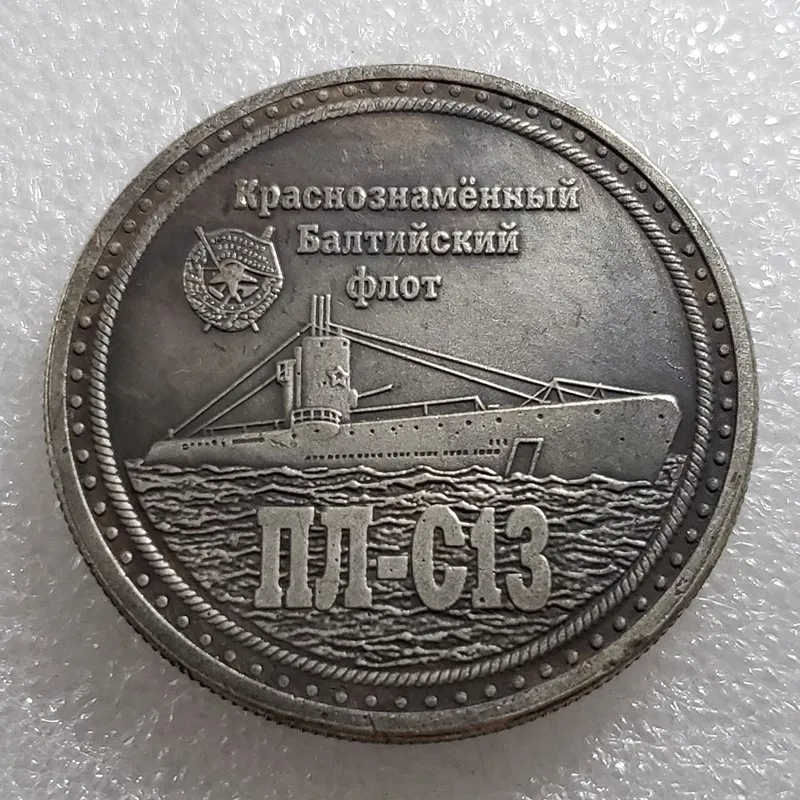 Краснознамённый
Балтийский
флот
ПЛ-С13